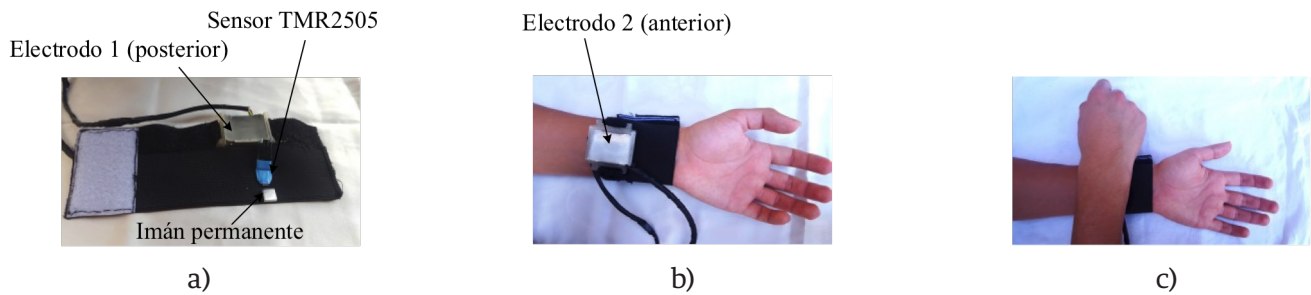 Sensor TMR2505
Electrodo 1 (posterior)
Imán permanente
a)
Electrodo 2 (anterior)
b)
c)